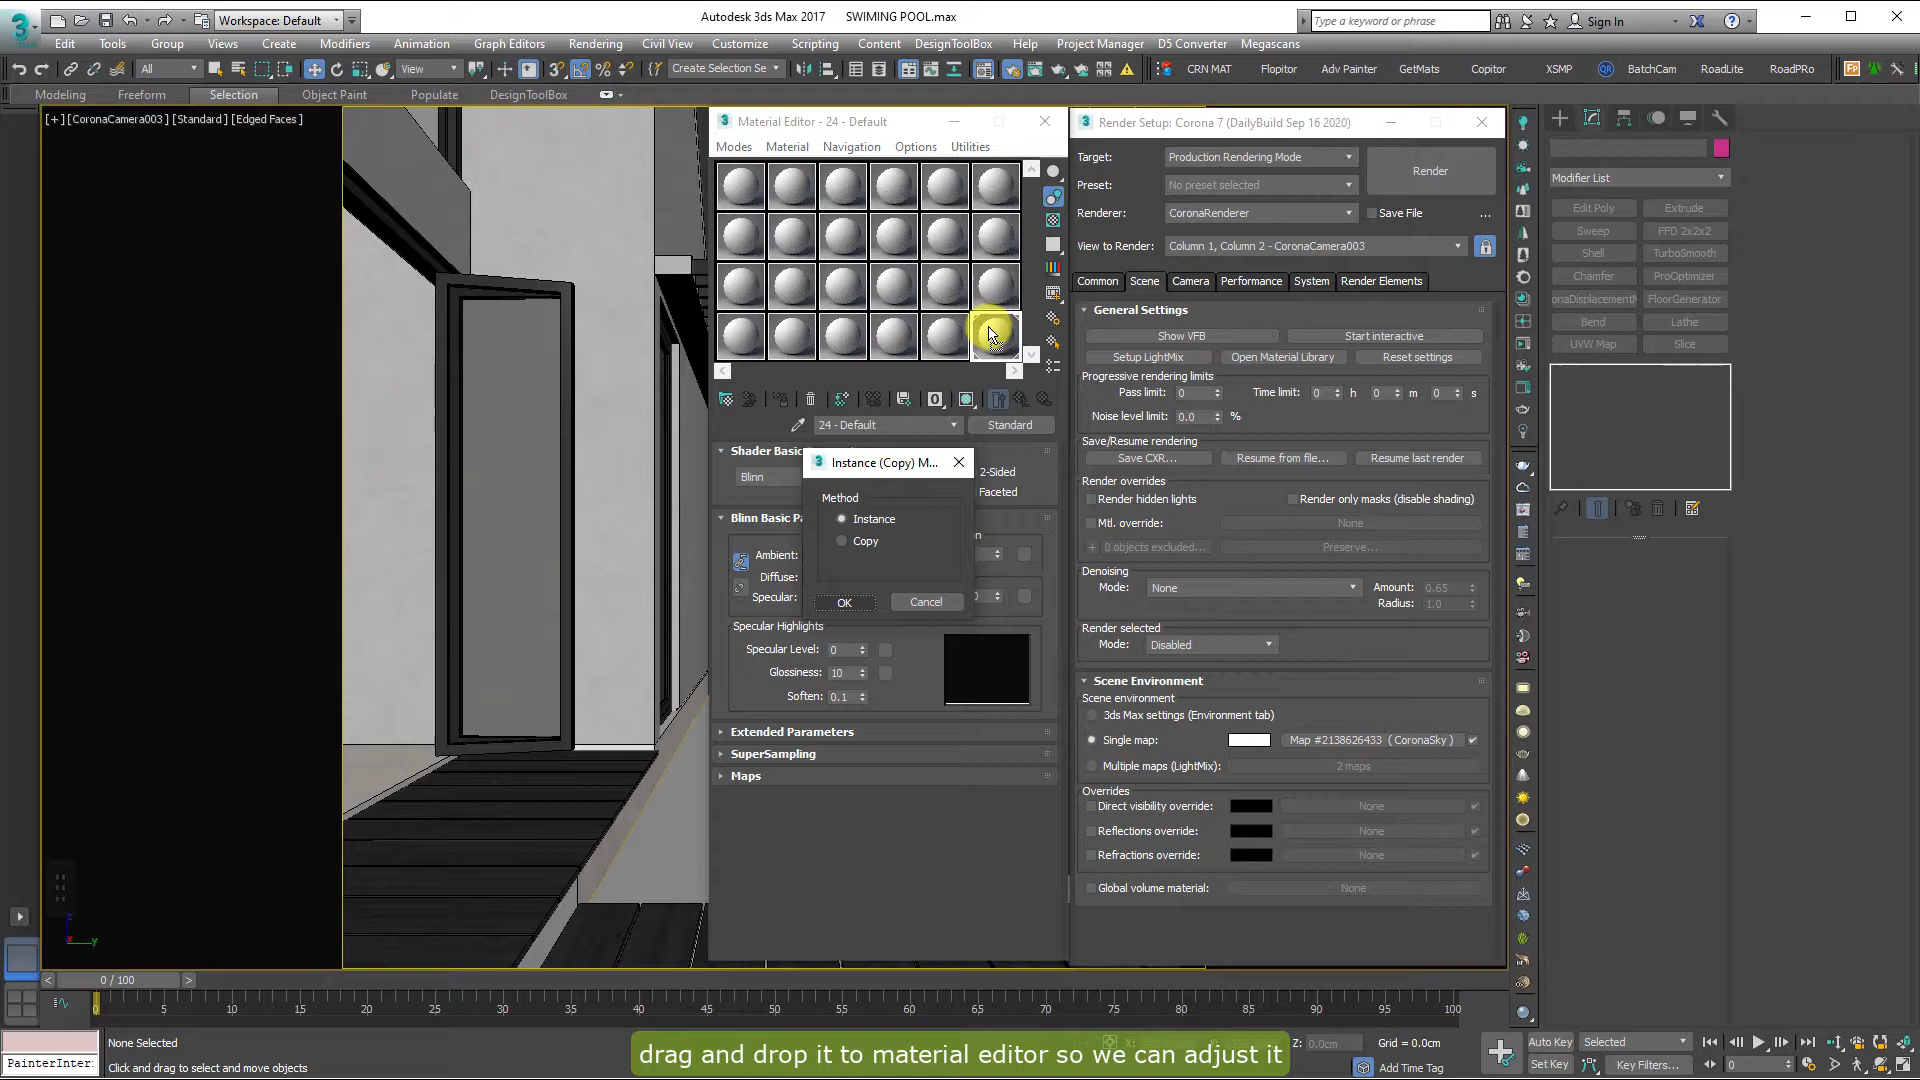 Workspace: Default
Autodesk 3ds Max 2017 SWIMING POOL.max
Type a keyword or phrase
Sign In
Edit Tools Group Views Create Modifiers Animation Graph Editors Rendering Civil View Customize Scripting Content DesignToolBox Help Project Manager D5 Converter Megascans
All View Create Selection Se CRN MAT Flopitor Adv Painter GetMats Copitor XSMP BatchCam RoadLite RoadPRo
Modeling Freeform Selection Object Paint Populate DesignToolBox
[+] [CoronaCamera003] [Standard] [Edged Faces]
Material Editor - 24 - Default
Modes Material Navigation Options Utilities
24 - Default Standard
Blinn
2-Sided
Faceted
Ambient:
Diffuse:
Specular:
Instance (Copy) M...
Method
Instance
Copy
OK Cancel
Specular Highlights
Specular Level: 0
Glossiness: 10
Soften: 0.1
Extended Parameters
SuperSampling
Maps
Render Setup: Corona 7 (DailyBuild Sep 16 2020)
Target: Production Rendering Mode
Render
Preset: No preset selected
Renderer: CoronaRenderer Save File ...
View to Render: Column 1, Column 2 - CoronaCamera003
Common Scene Camera Performance System Render Elements
General Settings
Show VFB Start interactive
Setup LightMix Open Material Library Reset settings
Progressive rendering limits
Pass limit: 0 Time limit: 0 h 0 m 0 s
Noise level limit: 0.0 %
Save/Resume rendering
Save CXR... Resume from file... Resume last render
Render overrides
Render hidden lights Render only masks (disable shading)
Mtl. override: None
+ 0 objects excluded... Preserve...
Denoising
Mode: None Amount: 0.65
Radius: 1.0
Render selected
Mode: Disabled
Scene Environment
Scene environment
3ds Max settings (Environment tab)
Single map: Map #2138626433 ( CoronaSky )
Multiple maps (LightMix): 2 maps
Overrides
Direct visibility override: None
Reflections override: None
Refractions override: None
Global volume material: None
Modifier List
Edit Poly Extrude
Sweep FFD 2x2x2
Shell TurboSmooth
Chamfer ProOptimizer
FloorGenerator
Bend Lathe
UVW Map Slice
z
x
y
0 / 100
0 5 10 15 20 25 30 35 40 45 50 55 60 65 70 75 80 85 90 95 100
None Selected
PainterInter:
Click and drag to select and move objects
drag and drop it to material editor so we can adjust it
X: Z: 0.0cm Grid = 0.0cm
Add Time Tag
Auto Key Selected
Set Key Key Filters...
0